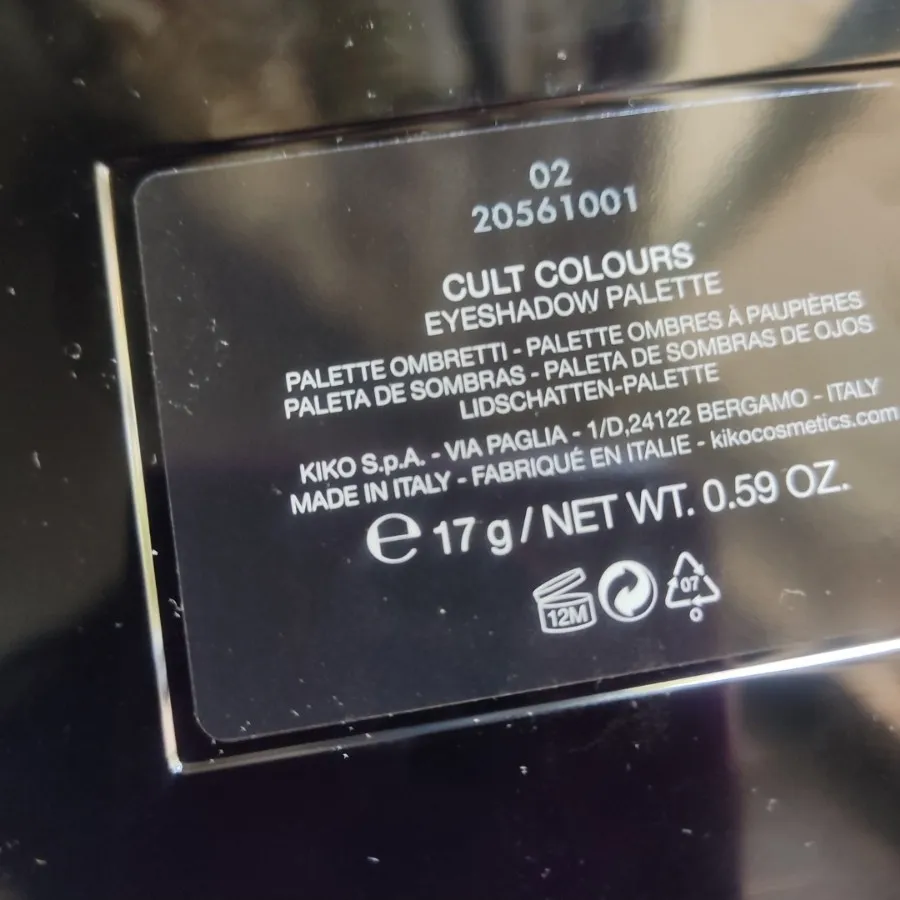 02
20561001
CULT COLOURS
EYESHADOW PALETTE
PALETTE OMBRETTI - PALETTE OMBRES À PAUPIÈRES
PALETA DE SOMBRAS - PALETA DE SOMBRAS DE OJOS
LIDSCHATTEN-PALETTE
KIKO S.p.A. - VIA PAGLIA - 1/D,24122 BERGAMO - ITALY
MADE IN ITALY - FABRIQUÉ EN ITALIE - kikocosmetics.com
e 17 g / NET WT. 0.59 OZ.
12M 07
O